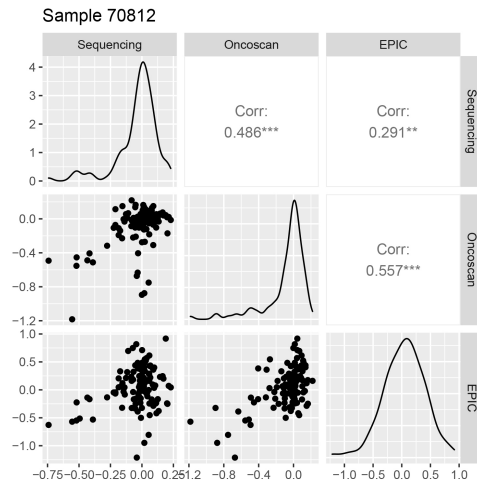 Sample 70812
Sequencing Oncoscan EPIC
4
3
2
1
0
Corr:
0.486***
Corr:
0.291**
Sequencing
0.0
−0.4
−0.8
−1.2
Corr:
0.557***
Oncoscan
1.0
0.5
0.0
−0.5
−1.0
EPIC
−0.75 −0.50 −0.25 0.00 0.25
−1.2 −0.8 −0.4 0.0
−1.0 −0.5 0.0 0.5 1.0